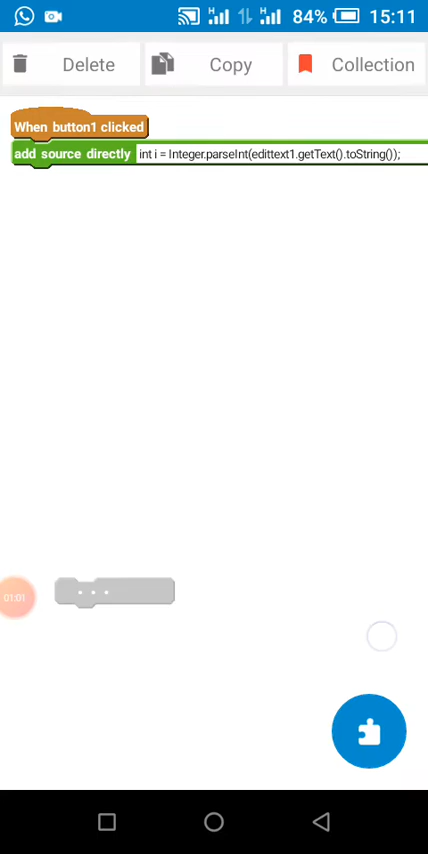 H H 84% 15:11
Delete Copy Collection
When button1 clicked
add source directly int i = Integer.parseInt(edittext1.getText().toString());
01:01